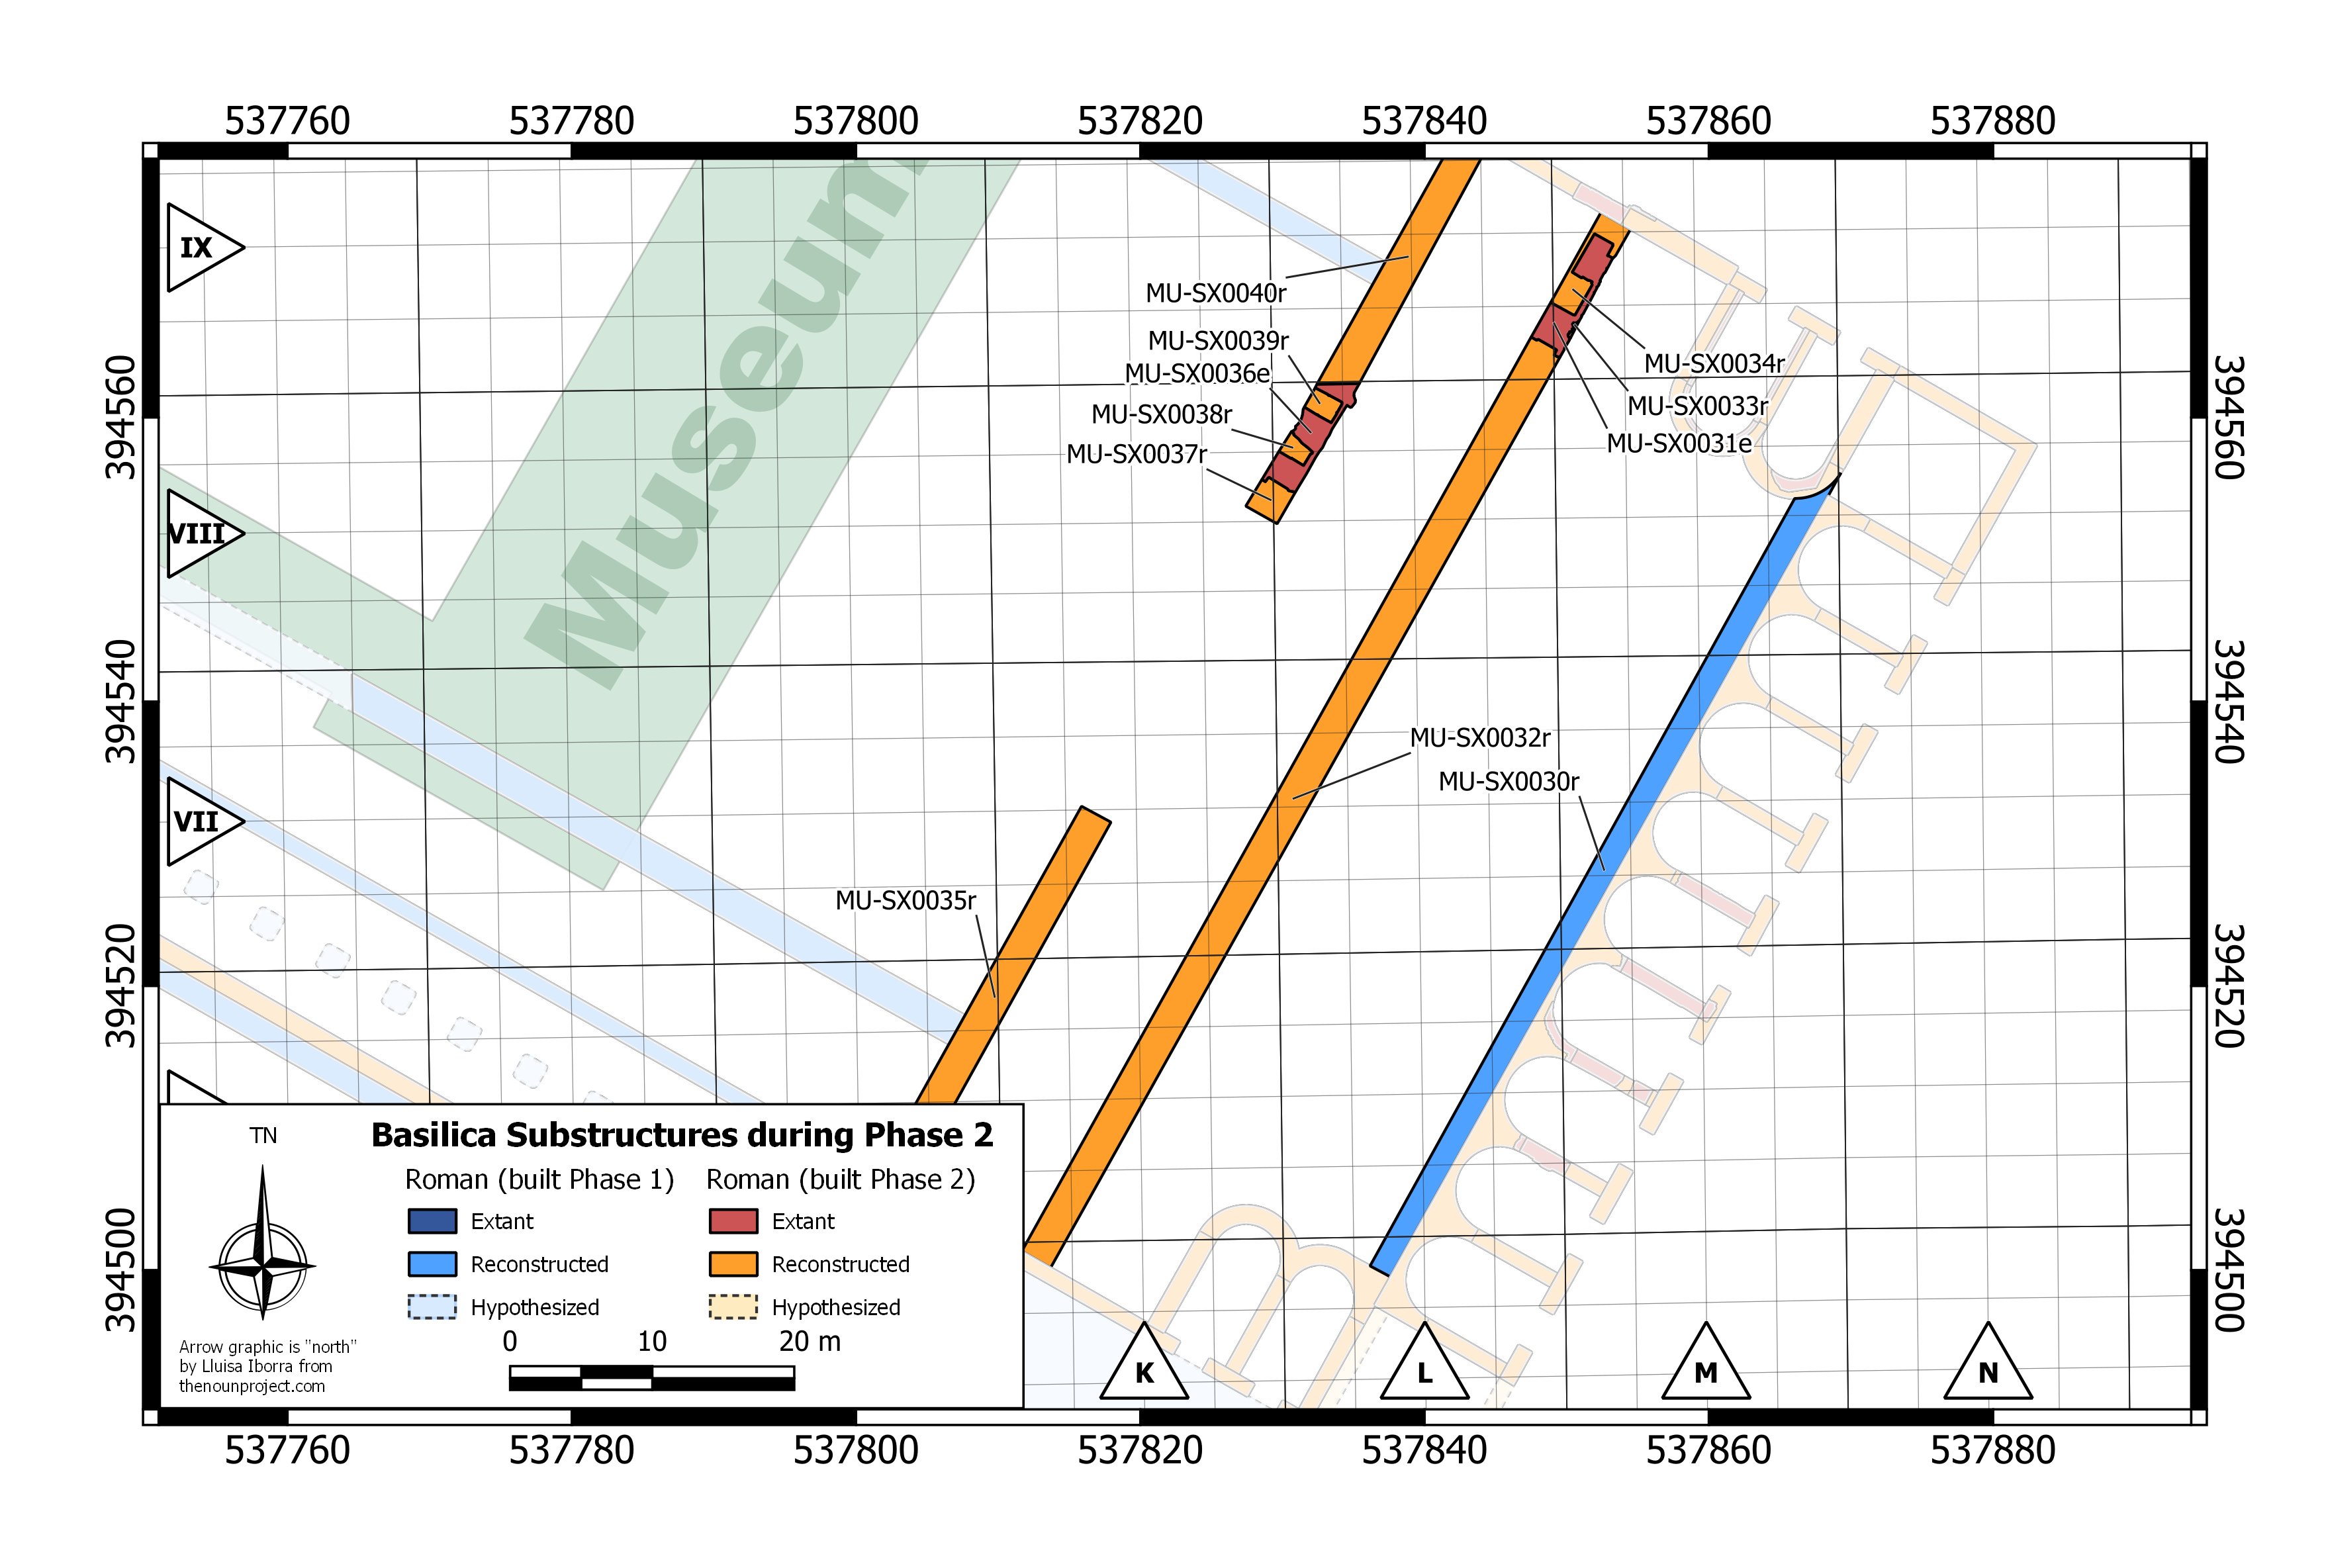 537760 537780 537800 537820 537840 537860 537880
IX
Museum
MU-SX0040r
MU-SX0039r
MU-SX0036e
MU-SX0038r
MU-SX0037r
MU-SX0034r
MU-SX0033r
MU-SX0031e
394560 394560
VIII
394540 394540
MU-SX0032r
MU-SX0030r
VII
MU-SX0035r
394520 394520
TN
Basilica Substructures during Phase 2
Roman (built Phase 1) Roman (built Phase 2)
Extant Extant
Reconstructed Reconstructed
Hypothesized Hypothesized
0 10 20 m
Arrow graphic is "north"
by Lluisa Iborra from
thenounproject.com
394500 394500
K L M N
537760 537780 537800 537820 537840 537860 537880